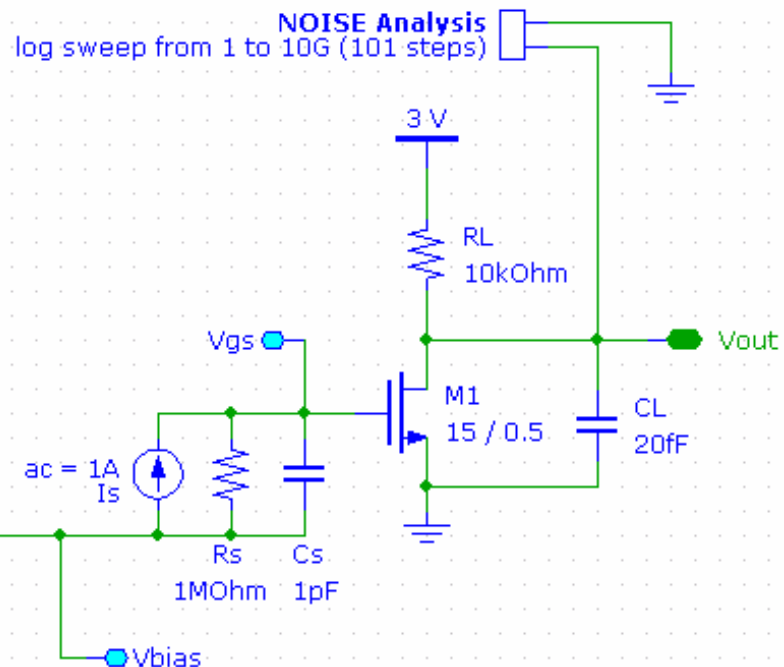 NOISE Analysis
log sweep from 1 to 10G (101 steps)
3 V
RL
10kOhm
Vgs
Vout
M1
15 / 0.5
CL
20fF
ac = 1A
Is
Rs
1MOhm
Cs
1pF
Vbias